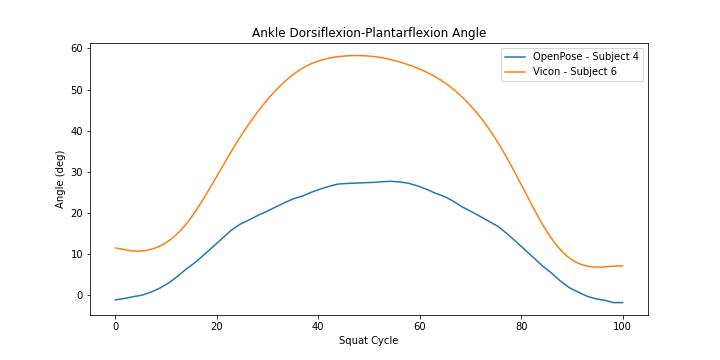 Ankle Dorsiflexion-Plantarflexion Angle
OpenPose - Subject 4
Vicon - Subject 6
Angle (deg)
60
50
40
30
20
10
0
0 20 40 60 80 100
Squat Cycle